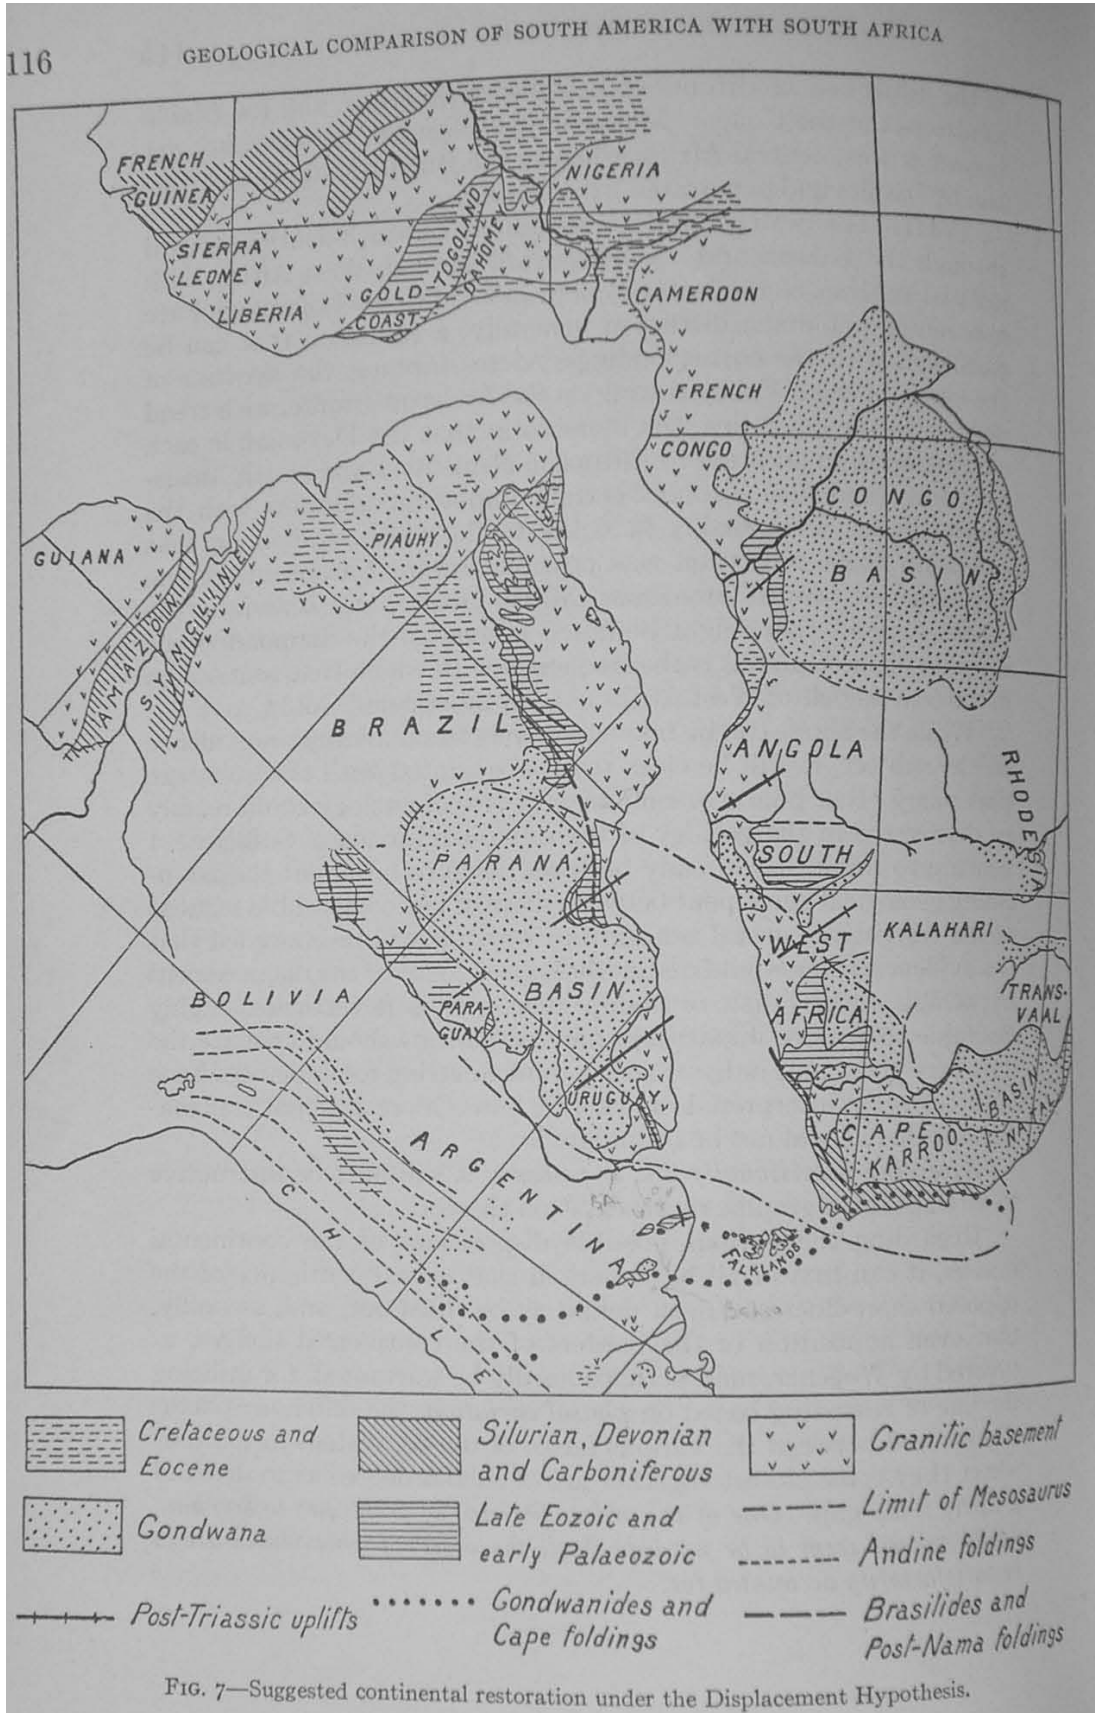 116
GEOLOGICAL COMPARISON OF SOUTH AMERICA WITH SOUTH AFRICA
FRENCH
GUINEA
SIERRA
LEONE
LIBERIA
GOLD
COAST
TOGOLAND
DAHOME
NIGERIA
CAMEROON
FRENCH
CONGO
CONGO
BASIN
GUIANA
AMAZON
SYNCLINE
PIAUHY
BRAZIL
ANGOLA
RHODESIA
PARANA
BASIN
SOUTH
WEST
AFRICA
KALAHARI
TRANS-
VAAL
BOLIVIA
PARA-
GUAY
URUGUAY
BASIN
NATAL
CAPE
KARROO
ARGENTINA
CHILE
FALKLANDS
Cretaceous and
Eocene
Silurian, Devonian
and Carboniferous
Granitic basement
Gondwana
Late Eozoic and
early Palaeozoic
Limit of Mesosaurus
Andine foldings
Post-Triassic uplifts
Gondwanides and
Cape foldings
Brasilides and
Post-Nama foldings
FIG. 7—Suggested continental restoration under the Displacement Hypothesis.